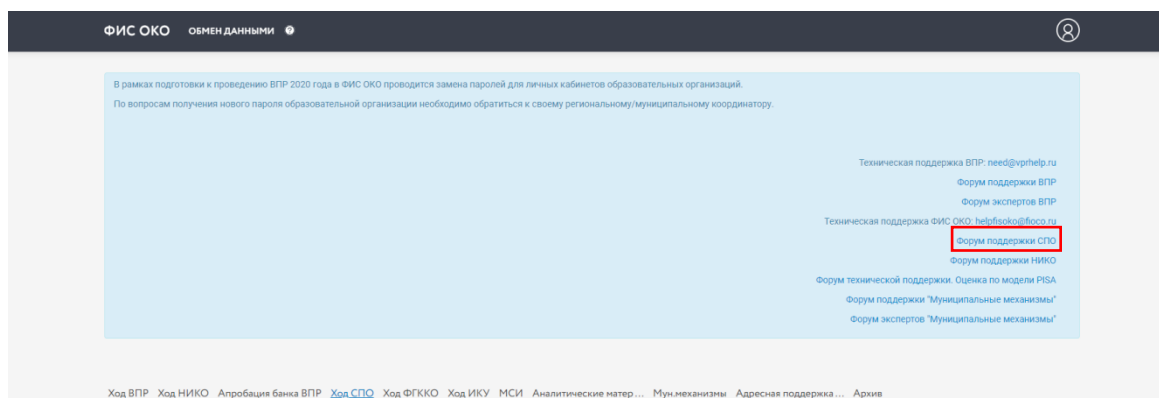 ФИС ОКО ОБМЕН ДАННЫМИ ?
В рамках подготовки к проведению ВПР 2020 года в ФИС ОКО проводится замена паролей для личных кабинетов образовательных организаций.
По вопросам получения нового пароля образовательной организации необходимо обратиться к своему региональному/муниципальному координатору.
Техническая поддержка ВПР: need@vprhelp.ru
Форум поддержки ВПР
Форум экспертов ВПР
Техническая поддержка ФИС ОКО: helpfisoko@fioco.ru
Форум поддержки СПО
Форум поддержки НИКО
Форум технической поддержки. Оценка по модели PISA
Форум поддержки "Муниципальные механизмы"
Форум экспертов "Муниципальные механизмы"
Ход ВПР Ход НИКО Апробация банка ВПР Ход СПО Ход ФГККО Ход ИКУ МСИ Аналитические матер... Мун.механизмы Адресная поддержка ... Архив